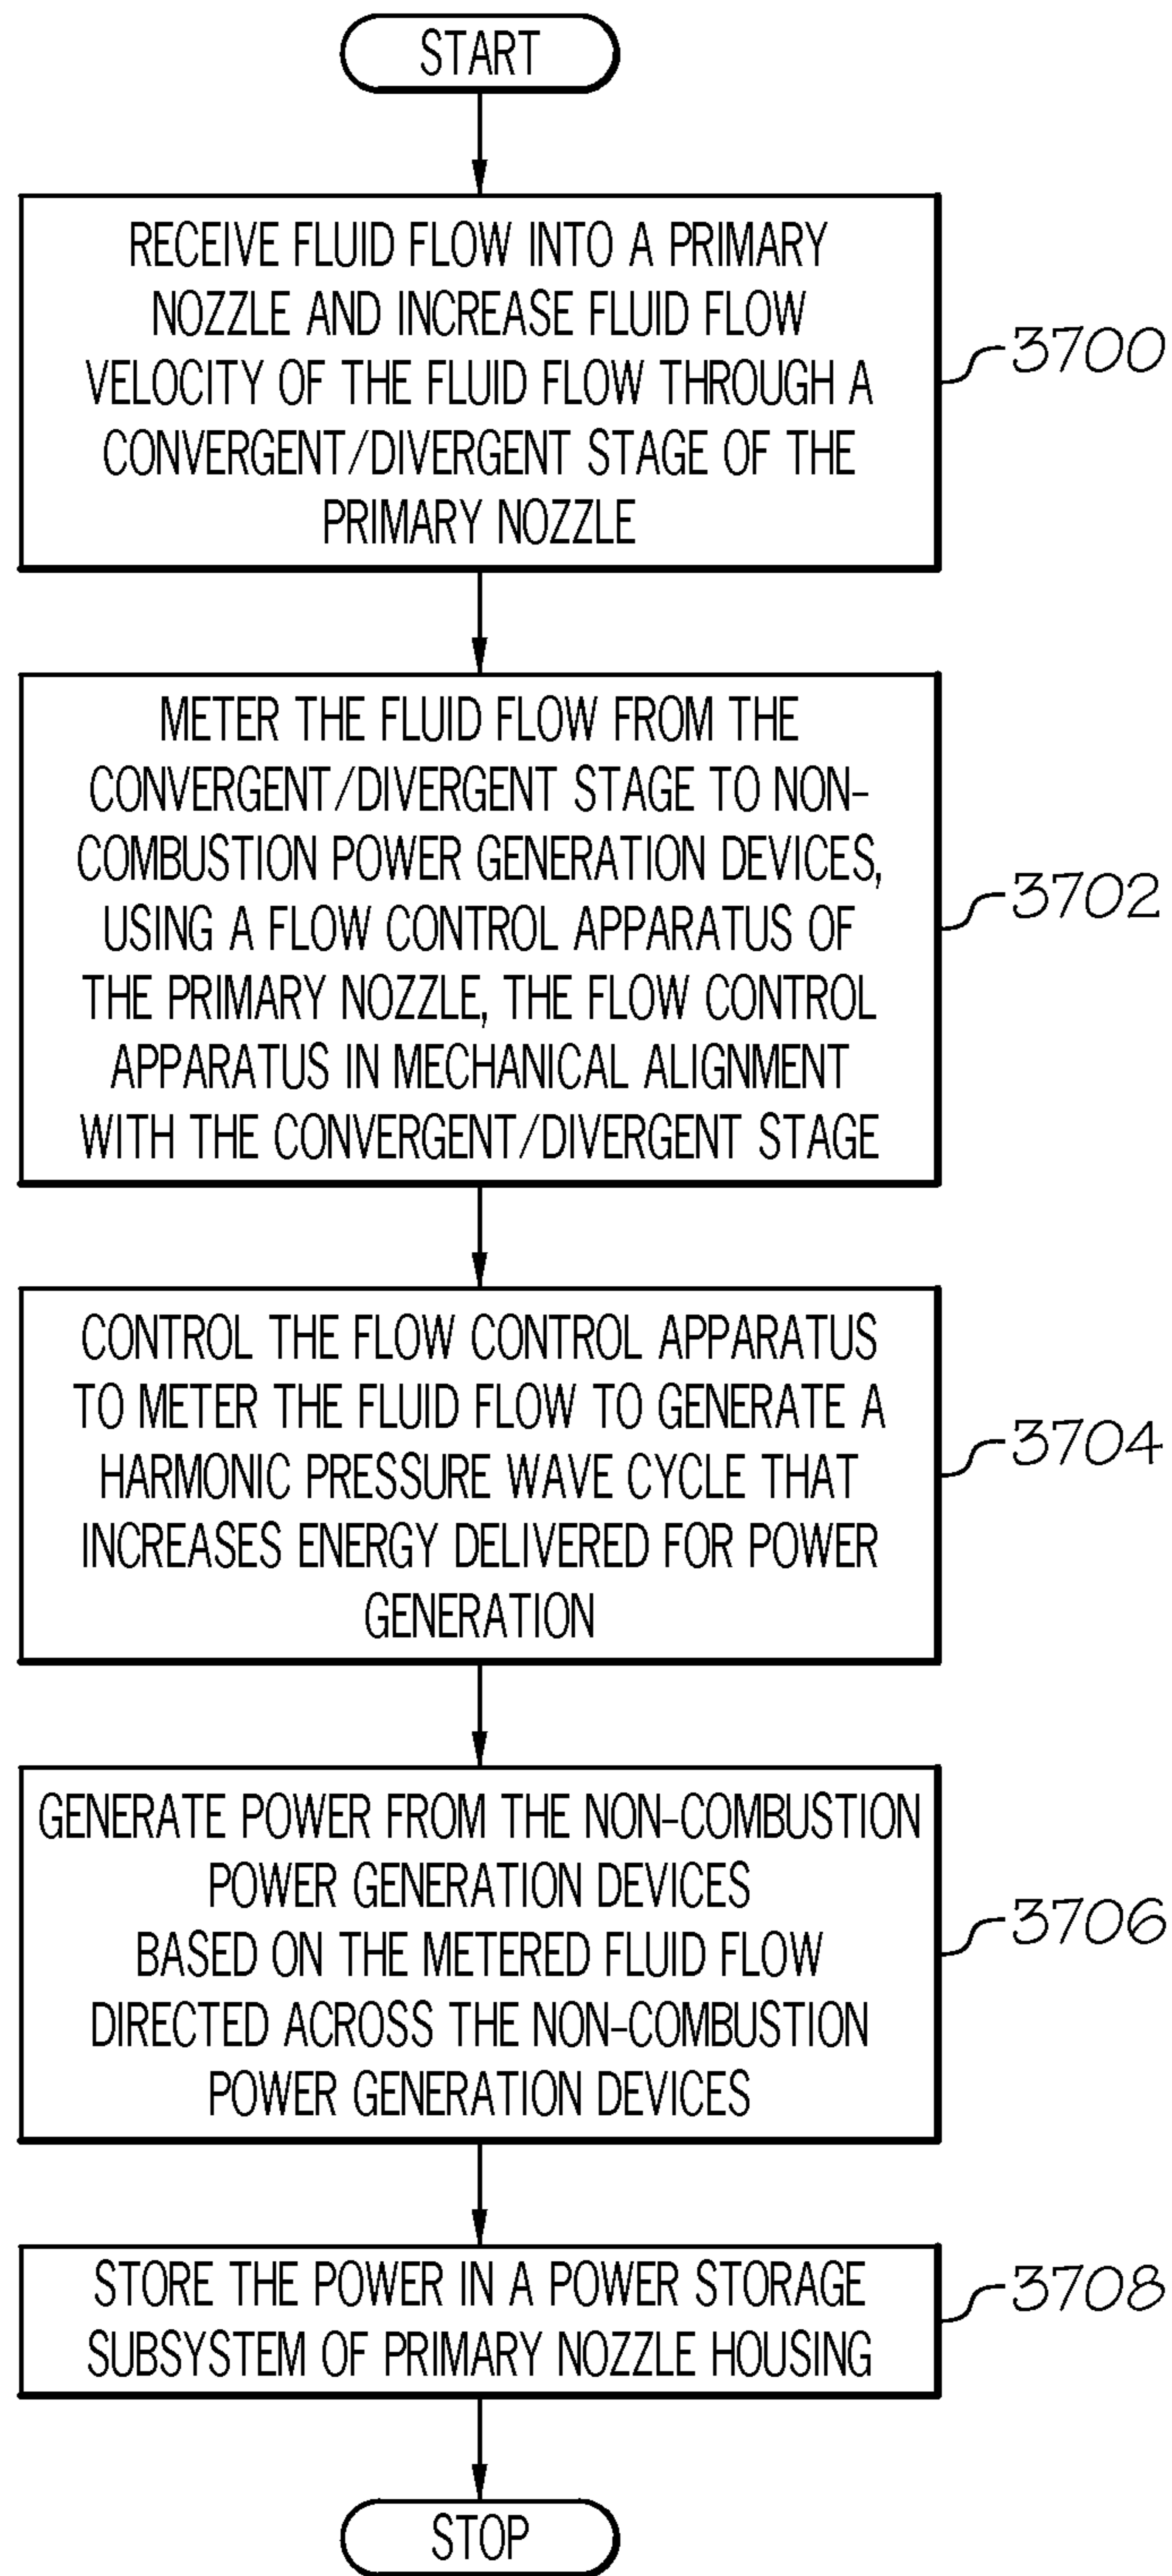 START
RECEIVE FLUID FLOW INTO A PRIMARY
NOZZLE AND INCREASE FLUID FLOW
VELOCITY OF THE FLUID FLOW THROUGH A
CONVERGENT/DIVERGENT STAGE OF THE
PRIMARY NOZZLE
3700
METER THE FLUID FLOW FROM THE
CONVERGENT/DIVERGENT STAGE TO NON-
COMBUSTION POWER GENERATION DEVICES,
USING A FLOW CONTROL APPARATUS OF
THE PRIMARY NOZZLE, THE FLOW CONTROL
APPARATUS IN MECHANICAL ALIGNMENT
WITH THE CONVERGENT/DIVERGENT STAGE
3702
CONTROL THE FLOW CONTROL APPARATUS
TO METER THE FLUID FLOW TO GENERATE A
HARMONIC PRESSURE WAVE CYCLE THAT
INCREASES ENERGY DELIVERED FOR POWER
GENERATION
3704
GENERATE POWER FROM THE NON-COMBUSTION
POWER GENERATION DEVICES
BASED ON THE METERED FLUID FLOW
DIRECTED ACROSS THE NON-COMBUSTION
POWER GENERATION DEVICES
3706
STORE THE POWER IN A POWER STORAGE
SUBSYSTEM OF PRIMARY NOZZLE HOUSING
3708
STOP